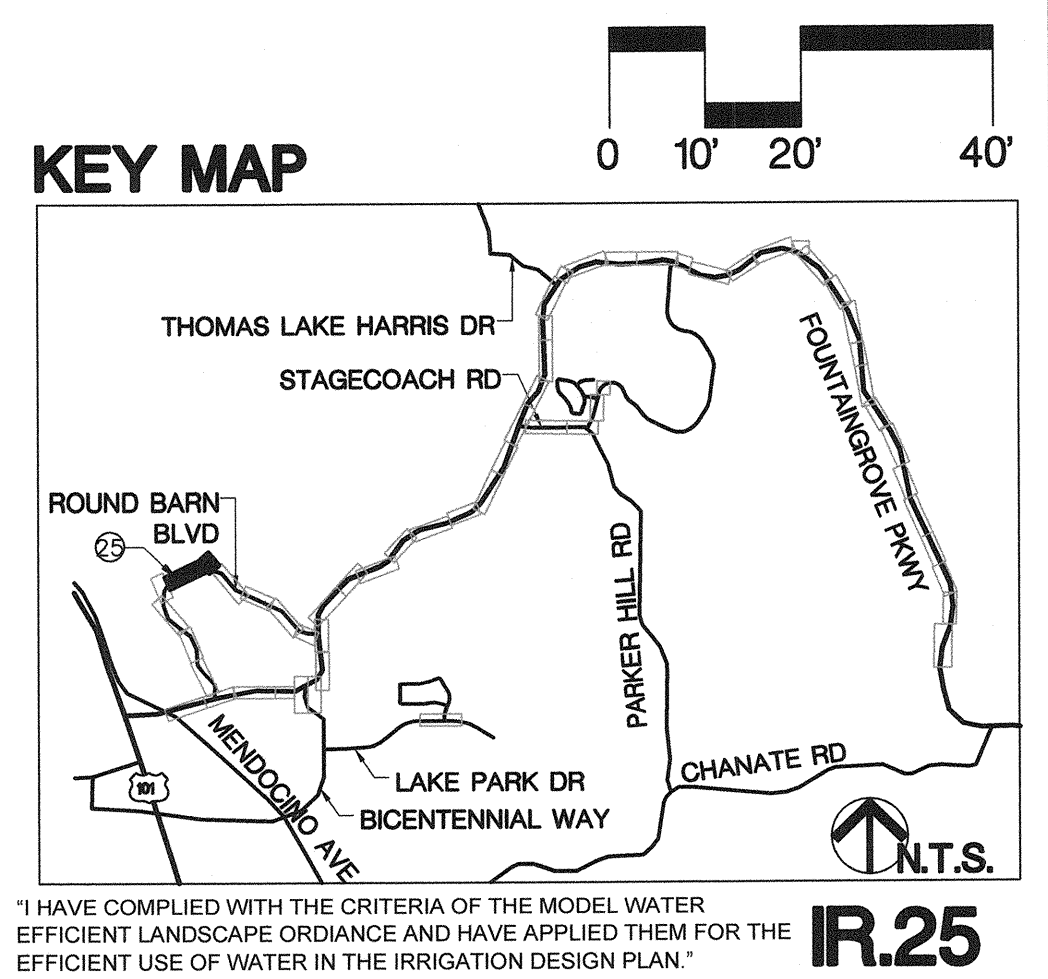 0 10' 20' 40'
KEY MAP
THOMAS LAKE HARRIS DR
STAGECOACH RD
FOUNTAINGROVE PKWY
ROUND BARN
BLVD
25
PARKER HILL RD
MENDOCINO AVE
CHANATE RD
LAKE PARK DR
101
BICENTENNIAL WAY
N.T.S.
"I HAVE COMPLIED WITH THE CRITERIA OF THE MODEL WATER
EFFICIENT LANDSCAPE ORDIANCE AND HAVE APPLIED THEM FOR THE
EFFICIENT USE OF WATER IN THE IRRIGATION DESIGN PLAN."
IR.25